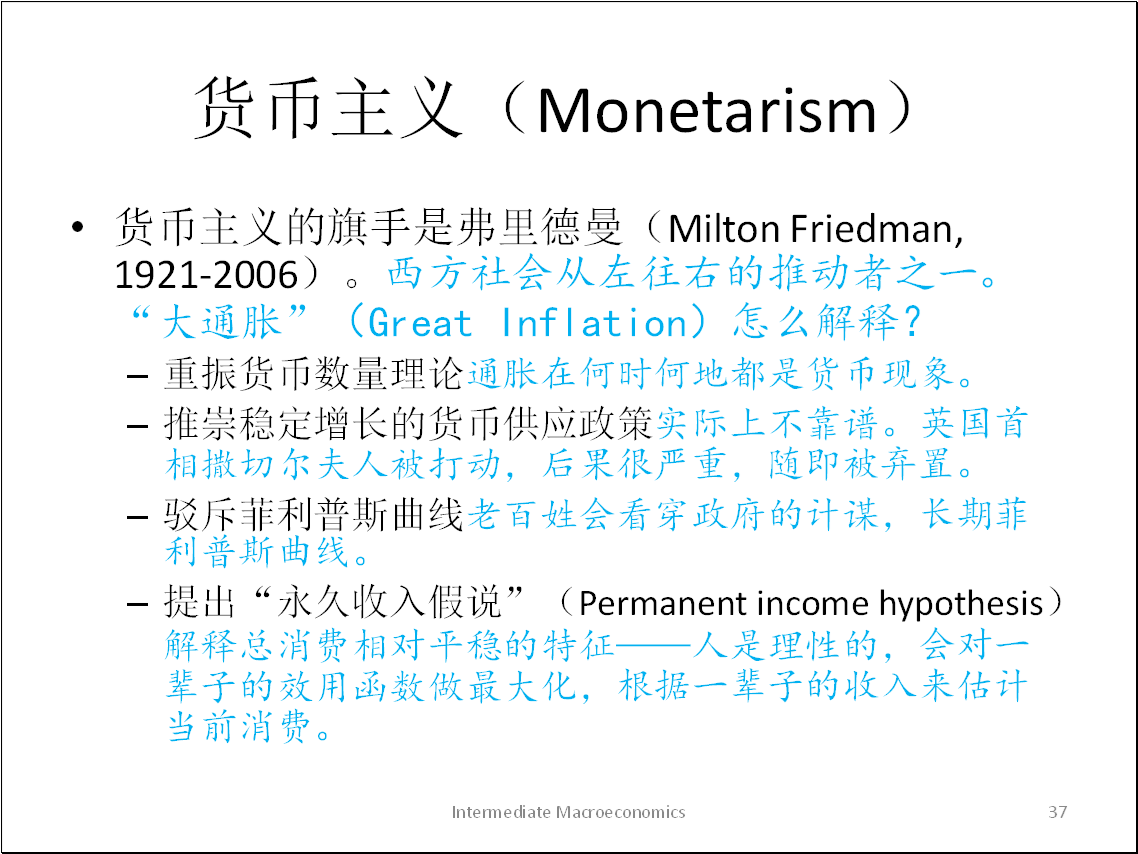 货币主义（Monetarism）
• 货币主义的旗手是弗里德曼（Milton Friedman,
1921-2006）。西方社会从左往右的推动者之一。
“大通胀”（Great Inflation）怎么解释？
– 重振货币数量理论通胀在何时何地都是货币现象。
– 推崇稳定增长的货币供应政策实际上不靠谱。英国首
相撒切尔夫人被打动，后果很严重，随即被弃置。
– 驳斥菲利普斯曲线老百姓会看穿政府的计谋，长期菲
利普斯曲线。
– 提出“永久收入假说”（Permanent income hypothesis）
解释总消费相对平稳的特征——人是理性的，会对一
辈子的效用函数做最大化，根据一辈子的收入来估计
当前消费。
Intermediate Macroeconomics
37